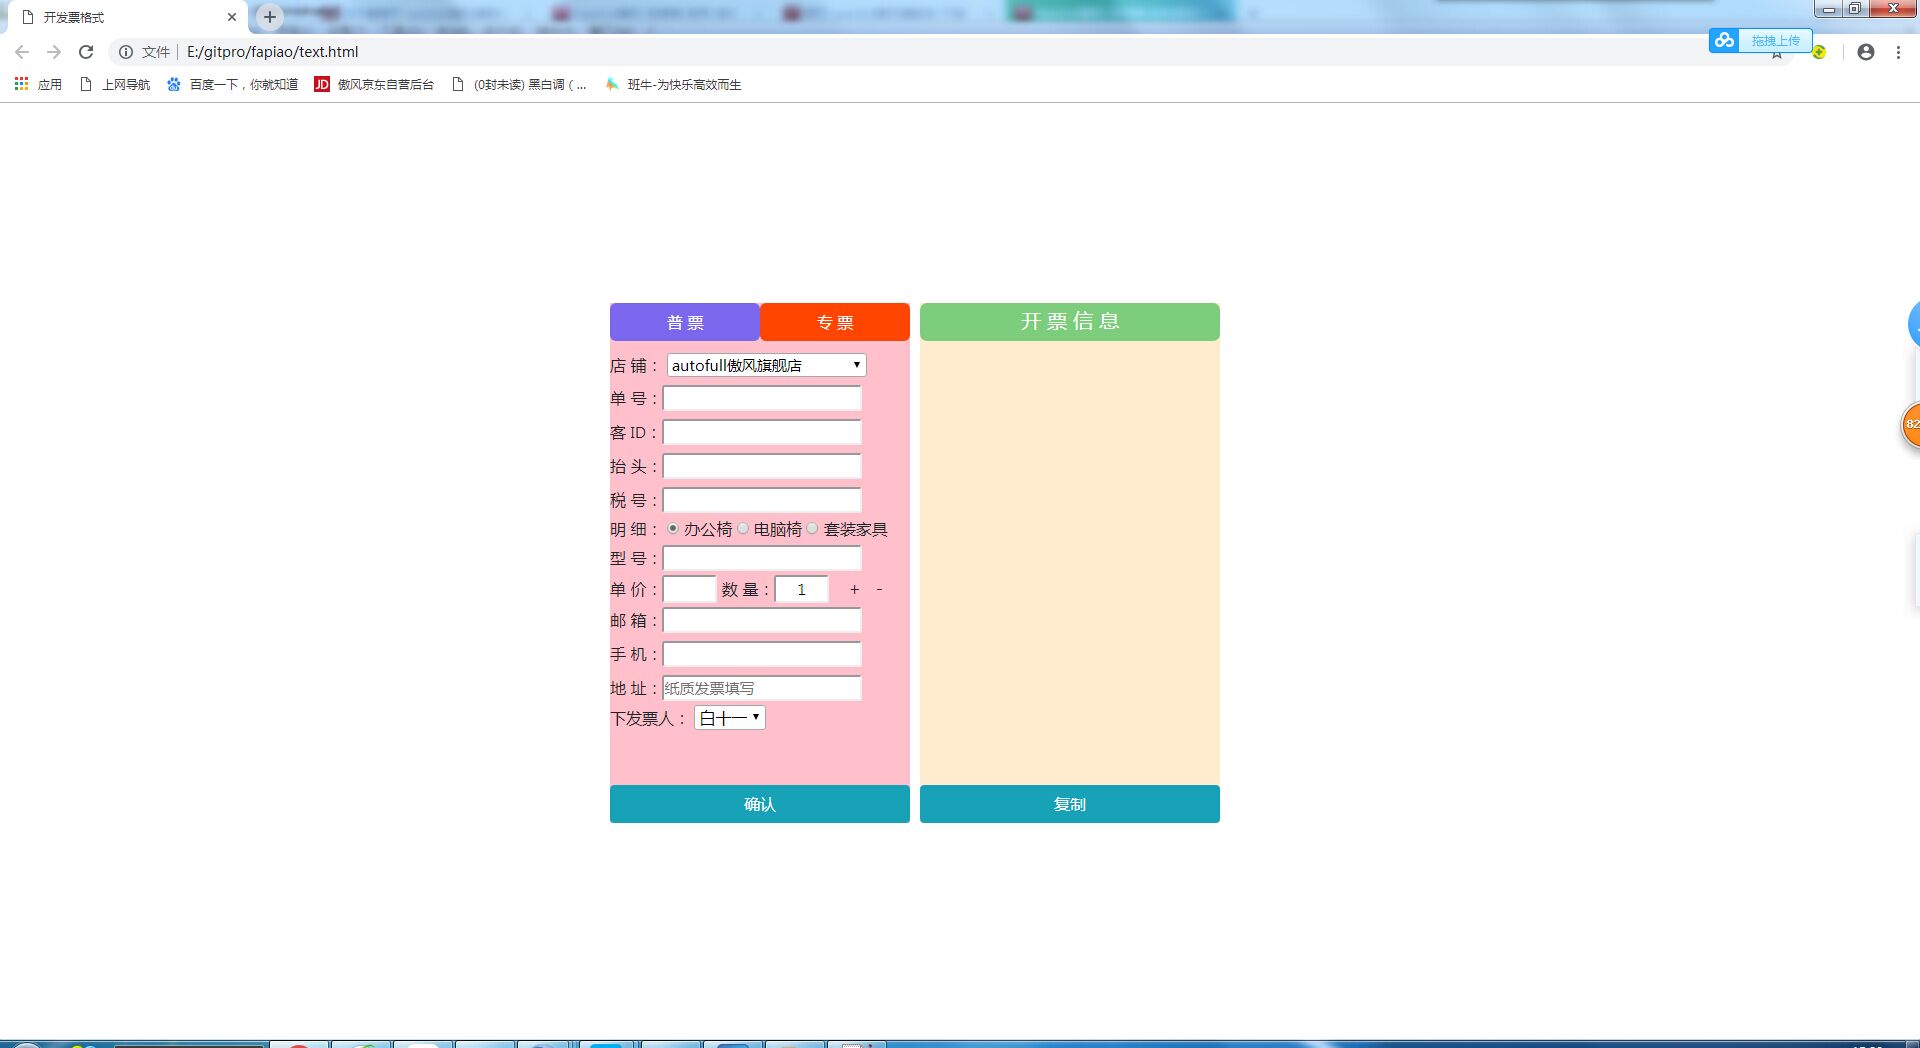 开发票格式
文件 E:/gitpro/fapiao/text.html
拖拽上传
应用 上网导航 百度一下，你就知道 JD 傲风京东自营后台 (0封未读) 黑白调 ( ... 班牛-为快乐高效而生
普 票 专 票
店 铺： autofull傲风旗舰店
单 号：
客 ID：
抬 头：
税 号：
明 细： 办公椅 电脑椅 套装家具
型 号：
单 价： 数 量： 1 + -
邮 箱：
手 机：
地 址： 纸质发票填写
下发票人： 白十一
确认
开 票 信 息
复制
82